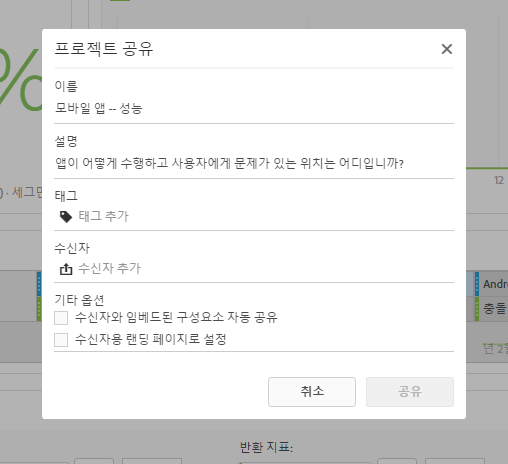 %
프로젝트 공유
이름
모바일 앱 -- 성능
설명
앱이 어떻게 수행하고 사용자에게 문제가 있는 위치는 어디입니까?
태그
태그 추가
수신자
수신자 추가
기타 옵션
수신자와 임베드된 구성요소 자동 공유
수신자용 랜딩 페이지로 설정
취소
공유
12
) · 세그먼
Andr
충돌
년 2월
반환 지표: